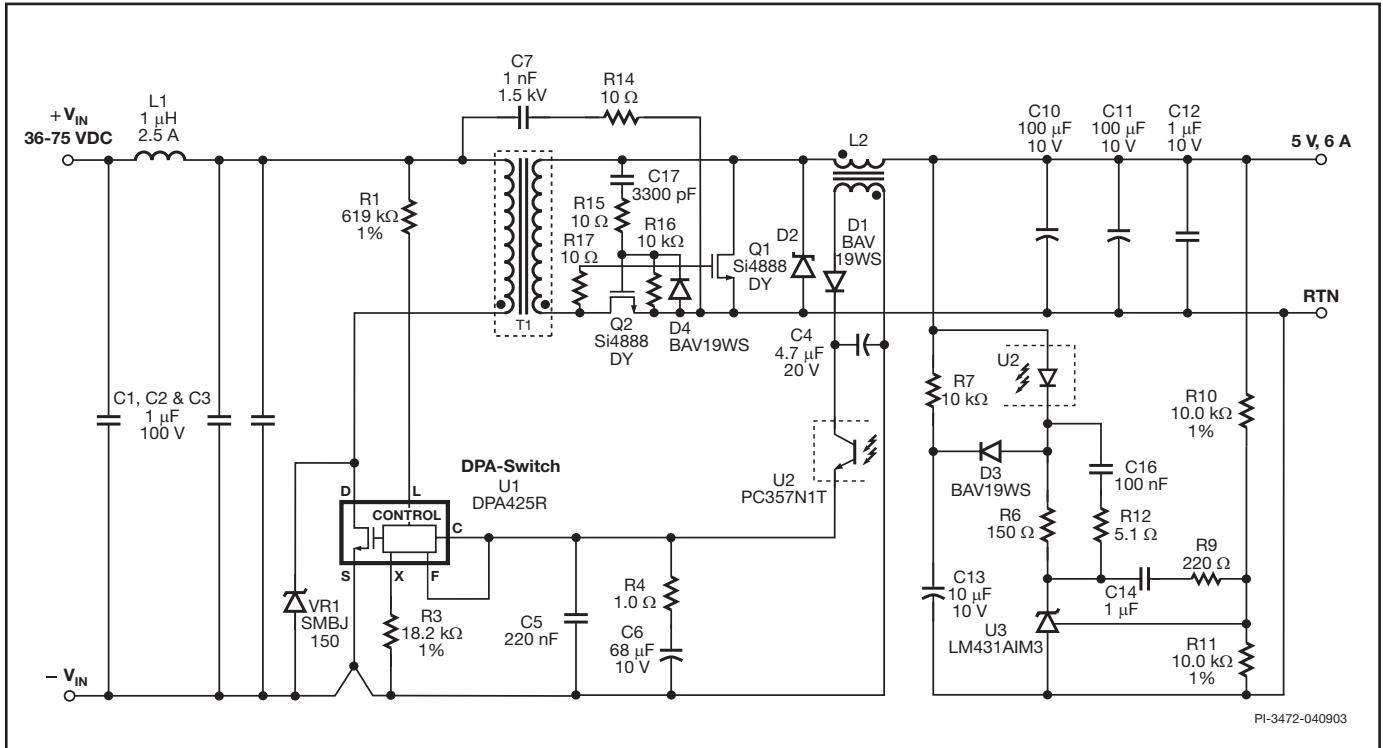 C7
1 nF
1.5 kV
R14
10 Ω
+ VIN
36-75 VDC
L1
1 µH
2.5 A
C10
100 µF
10 V
C11
100 µF
10 V
C12
1 µF
10 V
L2
5 V, 6 A
R1
619 kΩ
1%
C17
3300 pF
R15
10 Ω
R16
10 kΩ
R17
10 Ω
Q1
Si4888
DY
D2
D1
BAV
19WS
RTN
T1
Q2
Si4888
DY
D4
BAV19WS
C4
4.7 µF
20 V
U2
R7
10 kΩ
R10
10.0 kΩ
1%
C1, C2 & C3
1 µF
100 V
DPA-Switch
U1
DPA425R
D
L
CONTROL
C
S
X
F
U2
PC357N1T
D3
BAV19WS
C16
100 nF
R6
150 Ω
R12
5.1 Ω
R9
220 Ω
VR1
SMBJ
150
R3
18.2 kΩ
1%
C5
220 nF
R4
1.0 Ω
C6
68 µF
10 V
C13
10 µF
10 V
C14
1 µF
U3
LM431AIM3
R11
10.0 kΩ
1%
− VIN
PI-3472-040903